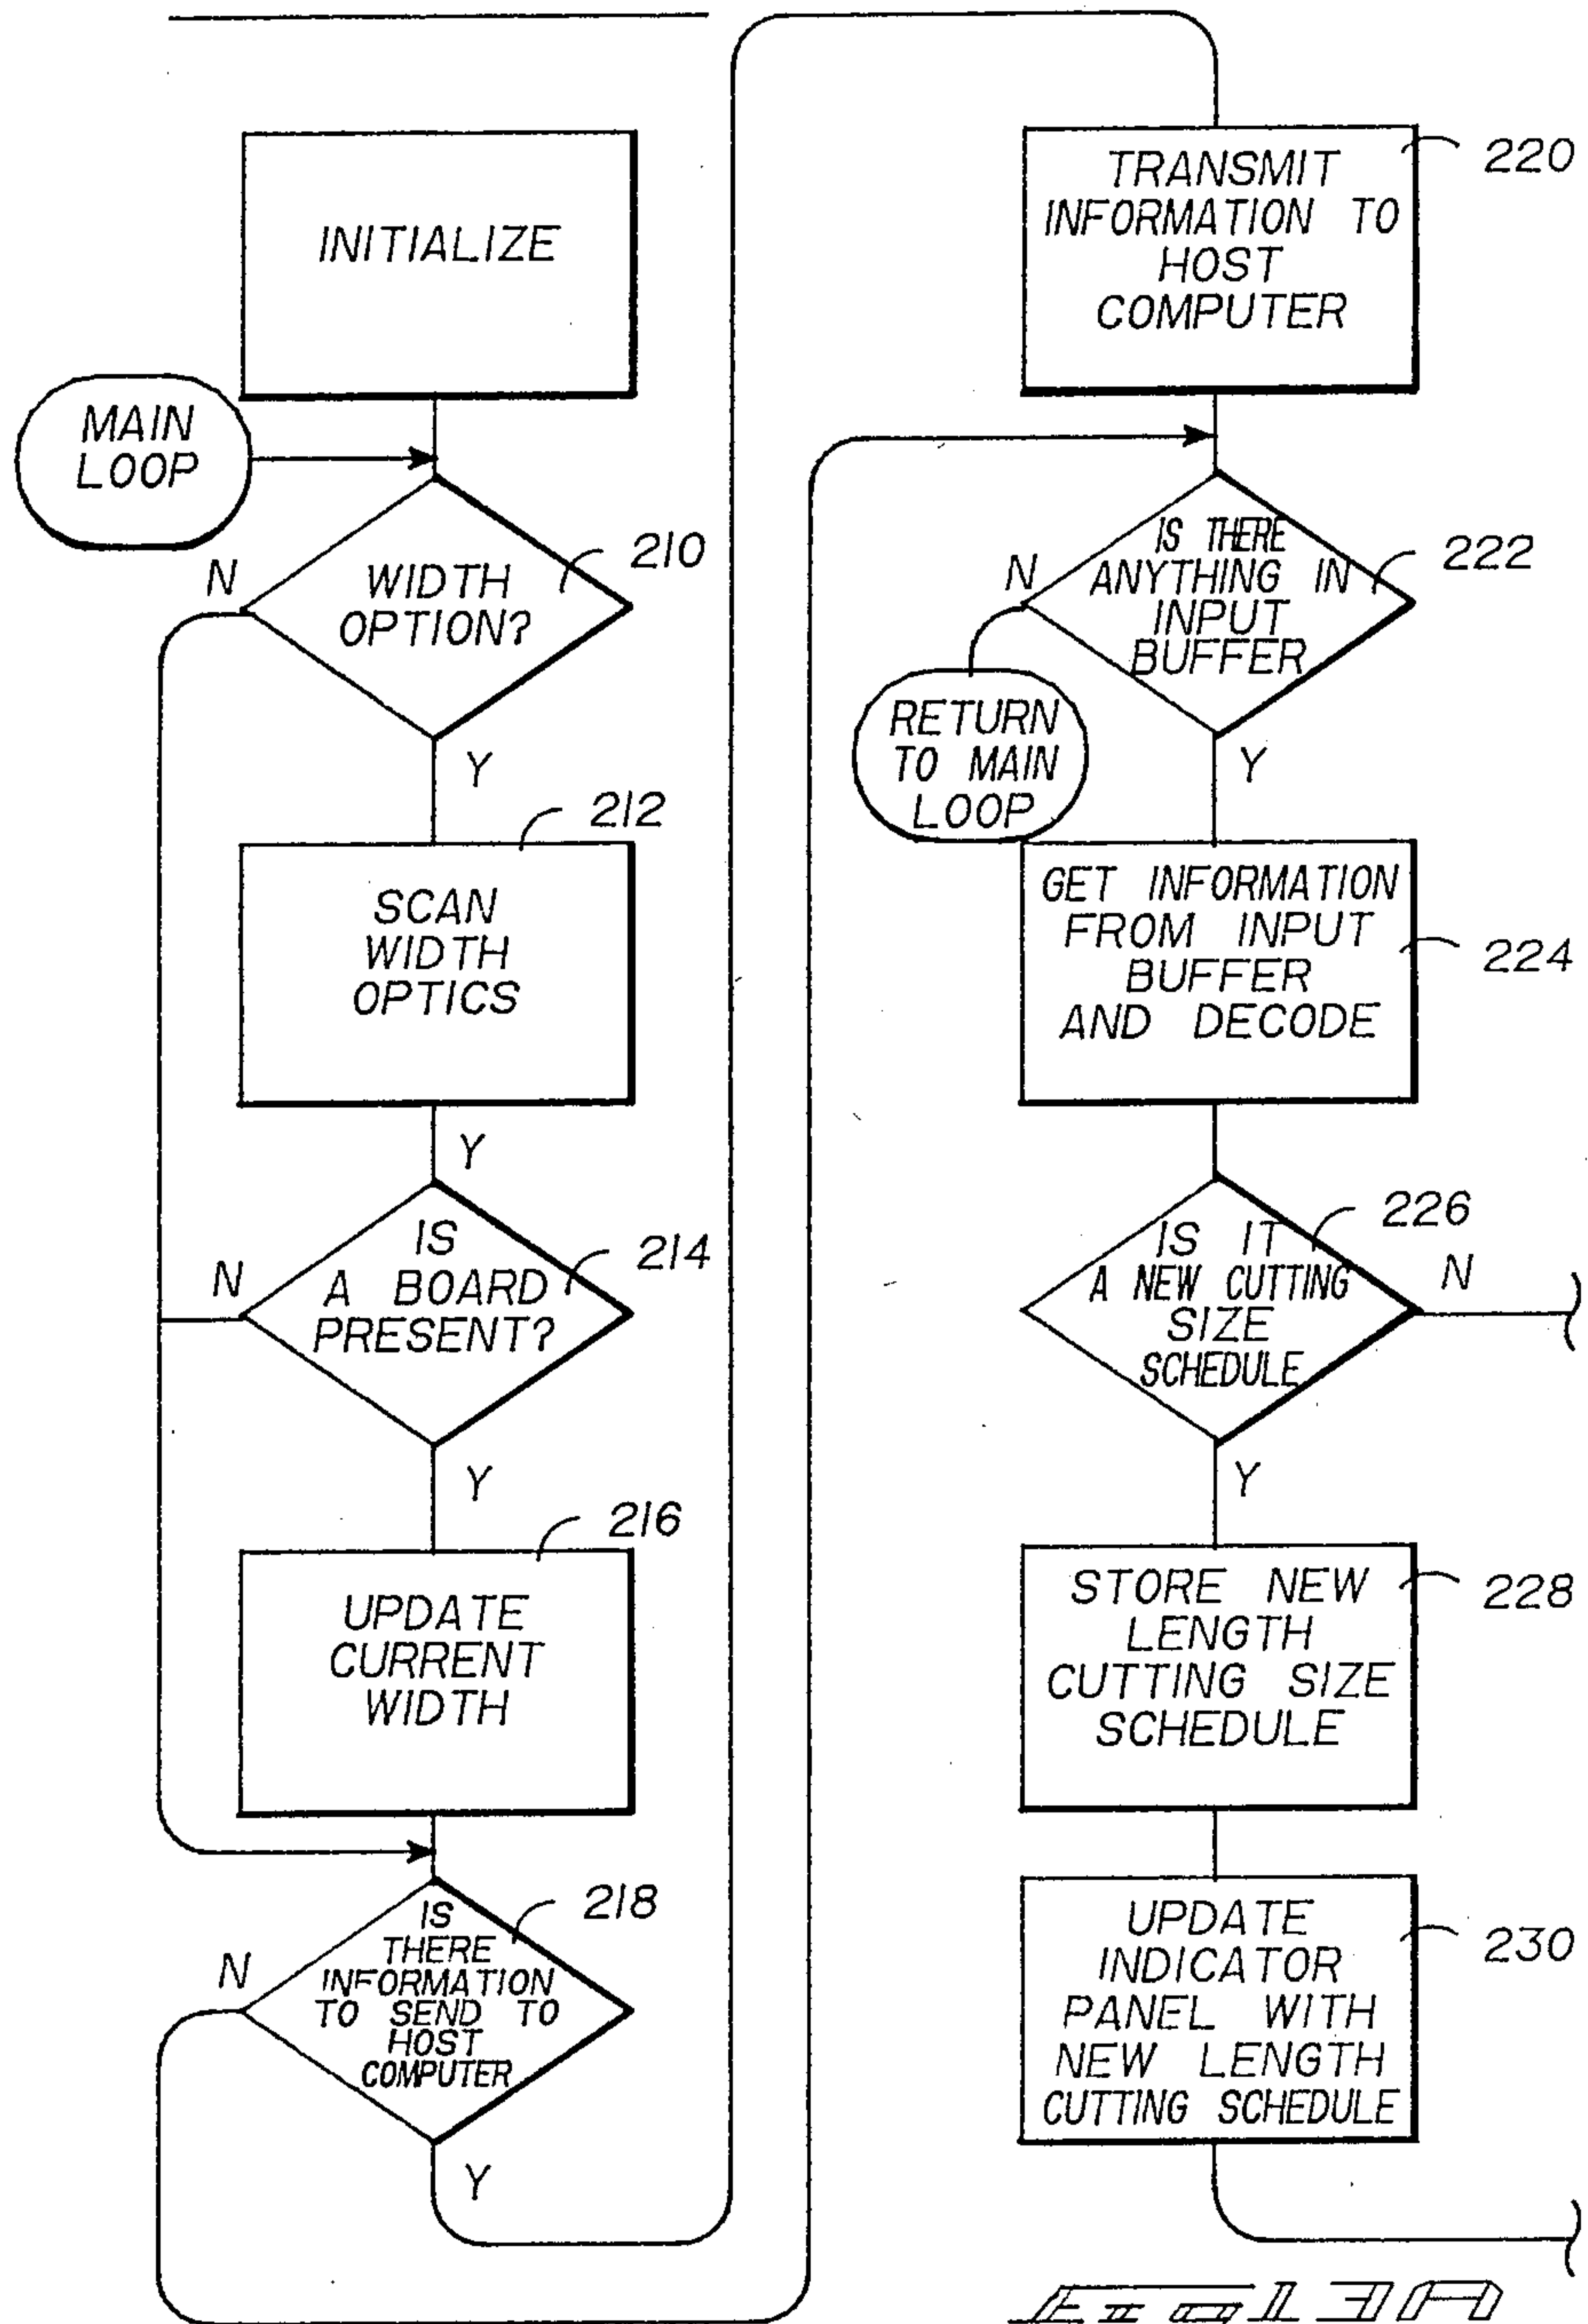 INITIALIZE
MAIN
LOOP
N
WIDTH
OPTION?
210
Y
212
SCAN
WIDTH
OPTICS
Y
N
IS
A BOARD
PRESENT?
214
Y
216
UPDATE
CURRENT
WIDTH
N
IS
THERE
INFORMATION
TO SEND TO
HOST
COMPUTER
218
Y
TRANSMIT
INFORMATION TO
HOST
COMPUTER
220
N
IS THERE
ANYTHING IN
INPUT
BUFFER
222
RETURN
TO MAIN
LOOP
Y
GET INFORMATION
FROM INPUT
BUFFER
AND DECODE
224
IS IT
A NEW CUTTING
SIZE
SCHEDULE
226
N
Y
STORE NEW
LENGTH
CUTTING SIZE
SCHEDULE
228
UPDATE
INDICATOR
PANEL WITH
NEW LENGTH
CUTTING SCHEDULE
230
Fig 13A